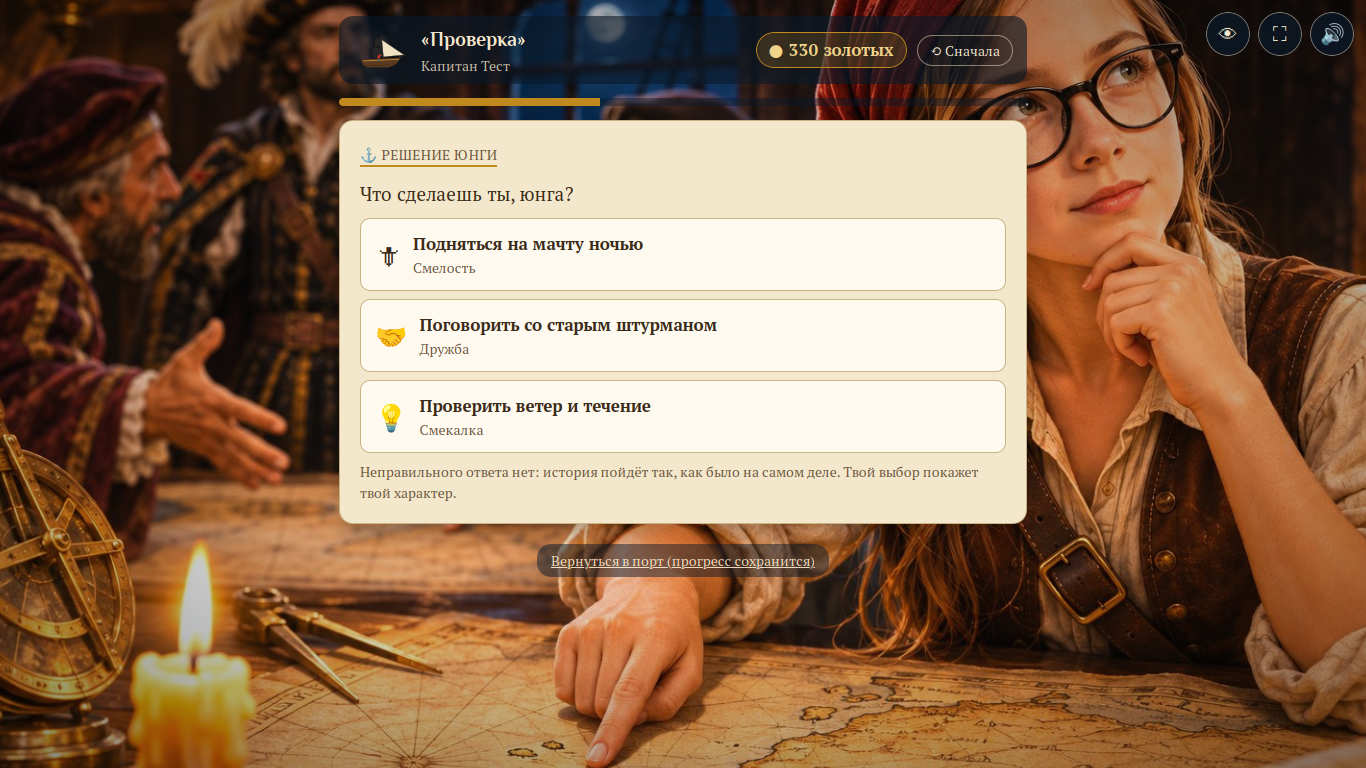 «Проверка»
Капитан Тест
330 золотых
⟲ Сначала
РЕШЕНИЕ ЮНГИ
Что сделаешь ты, юнга?
Подняться на мачту ночью
Смелость
Поговорить со старым штурманом
Дружба
Проверить ветер и течение
Смекалка
Неправильного ответа нет: история пойдёт так, как было на самом деле. Твой выбор покажет
твой характер.
Вернуться в порт (прогресс сохранится)